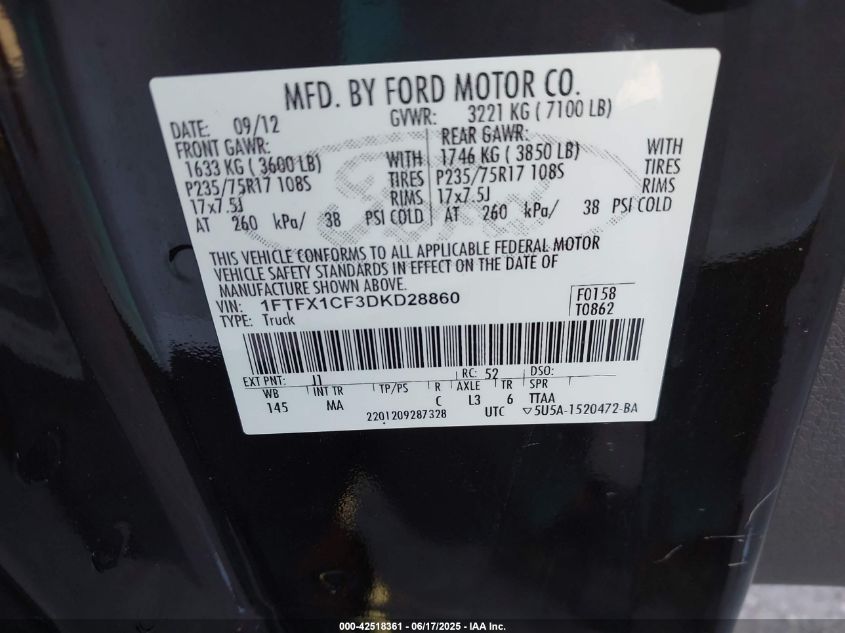 MFD. BY FORD MOTOR CO.
DATE: 09/12 GVWR: 3221 KG ( 7100 LB)
FRONT GAWR: REAR GAWR:
1633 KG ( 3600 LB) WITH 1746 KG ( 3850 LB) WITH
P235/75R17 108S TIRES P235/75R17 108S TIRES
17x7.5J RIMS 17x7.5J RIMS
AT 260 kPa/ 38 PSI COLD AT 260 kPa/ 38 PSI COLD
Ford
THIS VEHICLE CONFORMS TO ALL APPLICABLE FEDERAL MOTOR
VEHICLE SAFETY STANDARDS IN EFFECT ON THE DATE OF
MANUFACTURE SHOWN ABOVE.
VIN: 1FTFX1CF3DKD28860 F0158
TYPE: Truck T0862
EXT PNT: J1 RC: 52 DSO:
WB INT TR TP/PS R AXLE TR SPR
145 MA C L3 6 TTAA
2201209287328 UTC ▽5U5A-1520472-BA
000-42518361 - 06/17/2025 - IAA Inc.